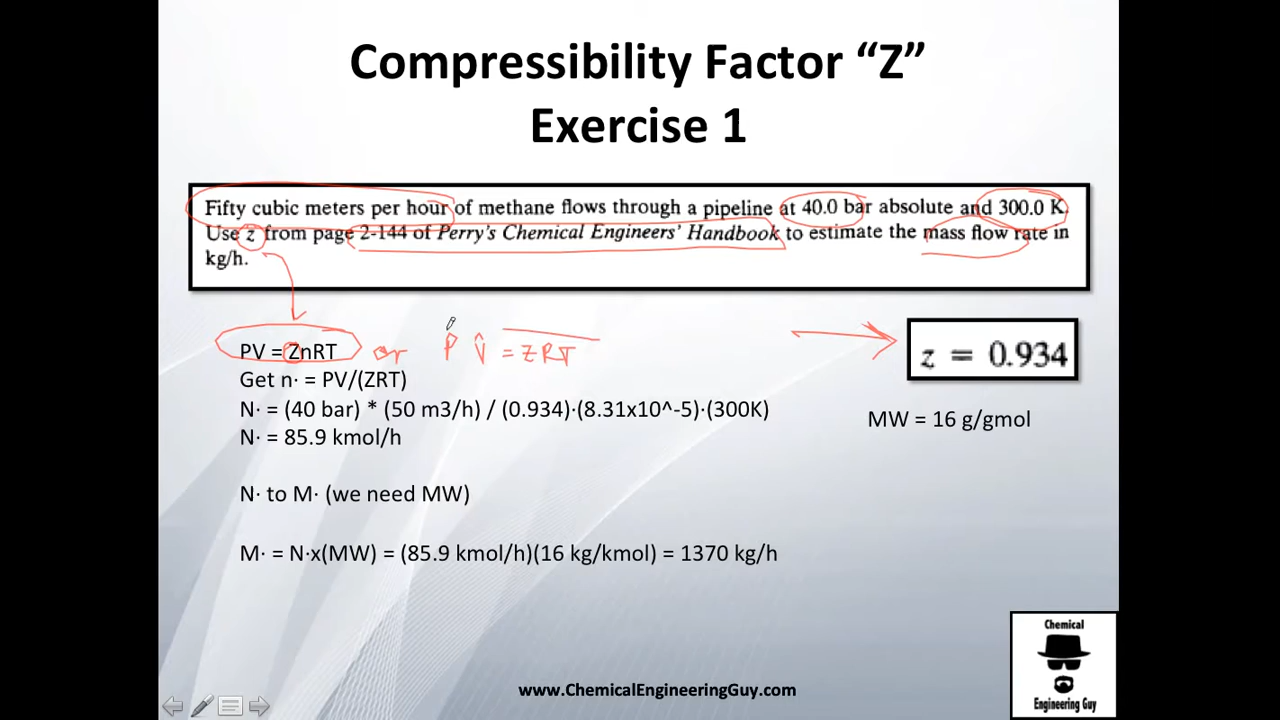 Compressibility Factor “Z”
Exercise 1
Fifty cubic meters per hour of methane flows through a pipeline at 40.0 bar absolute and 300.0 K.
Use z from page 2-144 of Perry's Chemical Engineers' Handbook to estimate the mass flow rate in
kg/h.
PV = ZnRT or P V̂ = ZRT
z = 0.934
Get n· = PV/(ZRT)
N· = (40 bar) * (50 m3/h) / (0.934)·(8.31x10^-5)·(300K)
MW = 16 g/gmol
N· = 85.9 kmol/h
N· to M· (we need MW)
M· = N·x(MW) = (85.9 kmol/h)(16 kg/kmol) = 1370 kg/h
Chemical
Engineering Guy
www.ChemicalEngineeringGuy.com